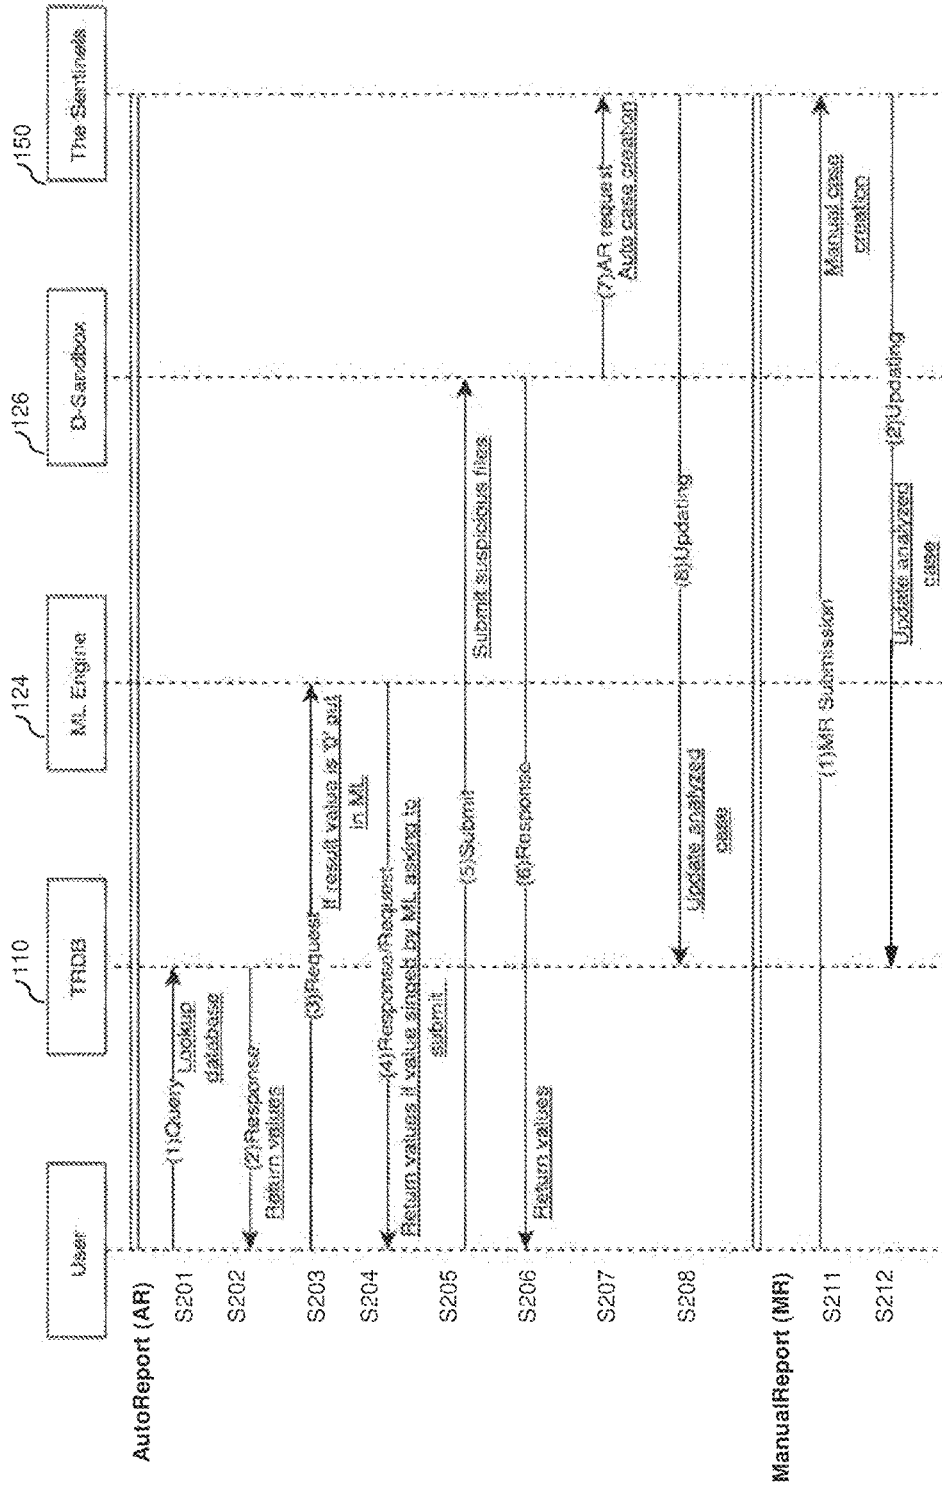 110
124
126
150
User
TRDB
ML Engine
D-Sandbox
The Sentinels
AutoReport (AR)
S201
(1)Query
Lookup
database
S202
(2)Response
Return values
S203
(3)Request
If result value is '0' put
in ML
S204
(4)Response/Request
Return values if value singed by ML asking to
submit
S205
(5)Submit
Submit suspicious files
S206
(6)Response
Return values
S207
(7)AR request
Auto case creation
S208
(8)Updating
Update analyzed
case
ManualReport (MR)
S211
(1)MR Submission
Manual case
creation
S212
(2)Updating
Update analyzed
case